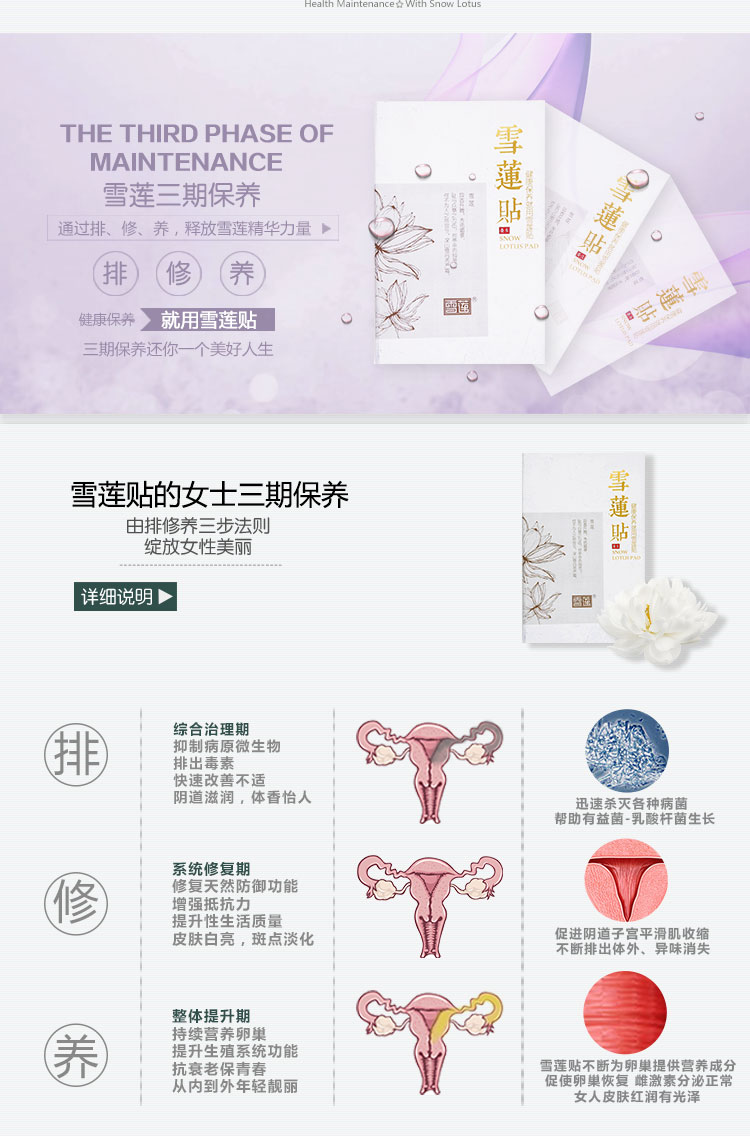 Health Maintenance☆With Snow Lotus
THE THIRD PHASE OF
MAINTENANCE
雪莲三期保养
通过排、修、养，释放雪莲精华力量 ▶
排 修 养
健康保养 就用雪莲贴
三期保养还你一个美好人生
雪蓮貼
SNOW
LOTUS PAD
雪莲
雪蓮貼
SNOW
LOTUS PAD
雪蓮貼
雪莲贴的女士三期保养
由排修养三步法则
绽放女性美丽
详细说明▶
雪蓮貼
SNOW
LOTUS PAD
雪莲
排
综合治理期
抑制病原微生物
排出毒素
快速改善不适
阴道滋润，体香怡人
迅速杀灭各种病菌
帮助有益菌-乳酸杆菌生长
修
系统修复期
修复天然防御功能
增强抵抗力
提升性生活质量
皮肤白亮，斑点淡化
促进阴道子宫平滑肌收缩
不断排出体外、异味消失
养
整体提升期
持续营养卵巢
提升生殖系统功能
抗衰老保青春
从内到外年轻靓丽
雪莲贴不断为卵巢提供营养成分
促使卵巢恢复 雌激素分泌正常
女人皮肤红润有光泽